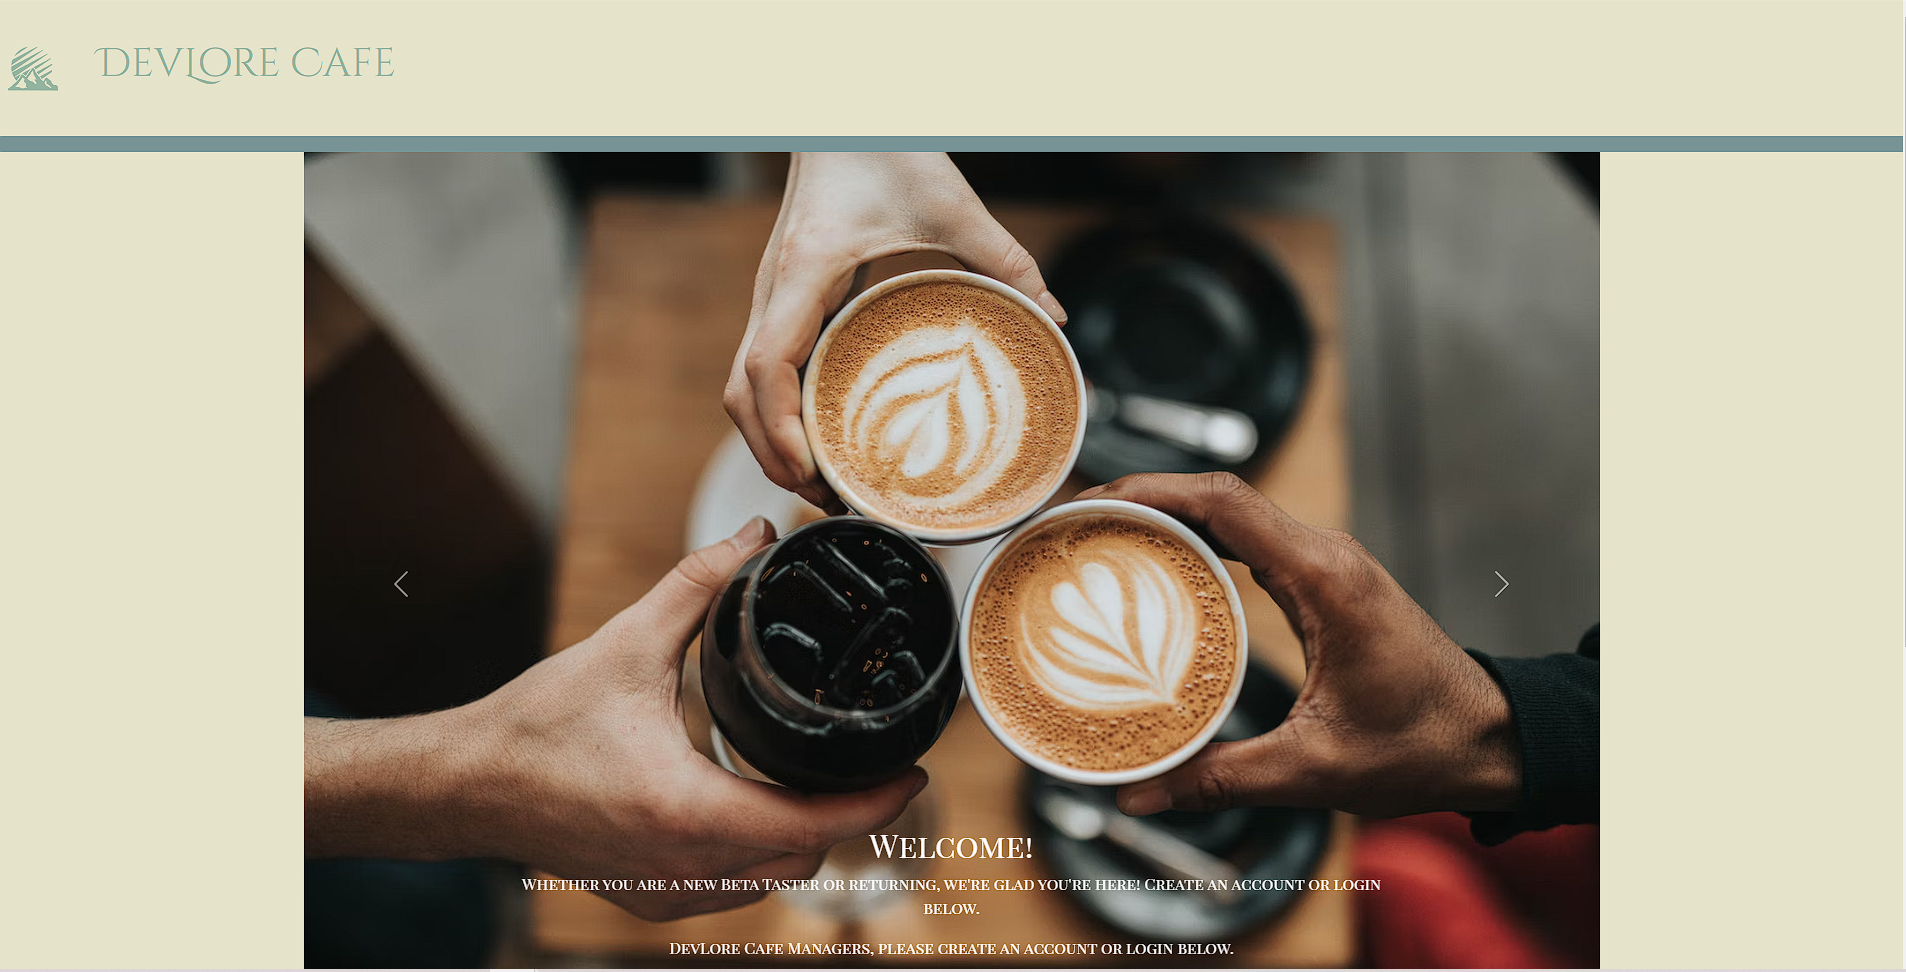 DevLore Cafe
Welcome!
Whether you are a new Beta Taster or returning, we're glad you're here! Create an account or login
below.
DevLore Cafe Managers, please create an account or login below.